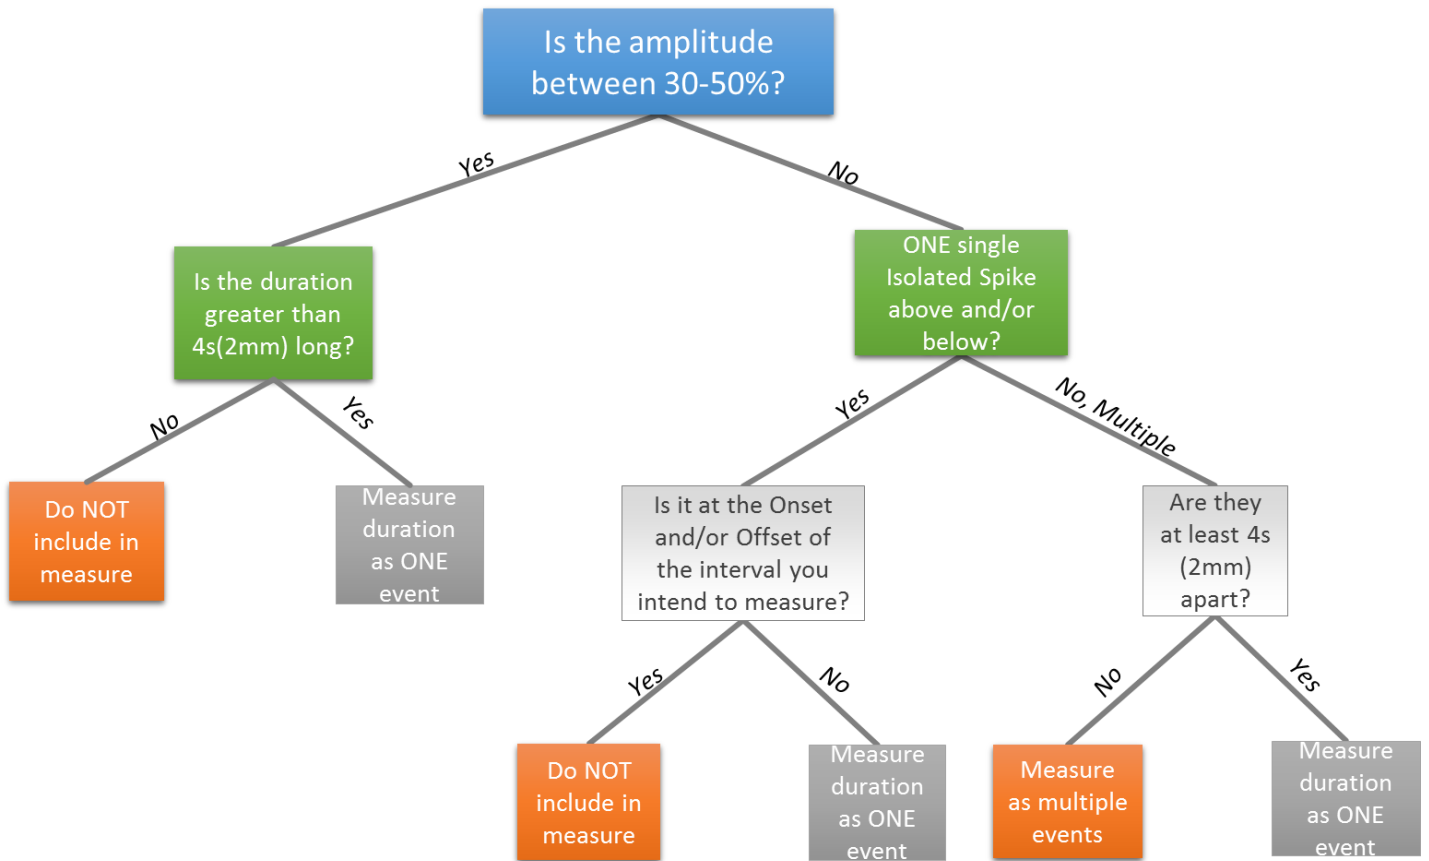 Is the amplitude
between 30-50%?
Yes
No
Is the duration
greater than
4s(2mm) long?
ONE single
Isolated Spike
above and/or
below?
No
Yes
Yes
No, Multiple
Do NOT
include in
measure
Measure
duration
as ONE
event
Is it at the Onset
and/or Offset of
the interval you
intend to measure?
Are they
at least 4s
(2mm)
apart?
Yes
No
No
Yes
Do NOT
include in
measure
Measure
duration
as ONE
event
Measure
as multiple
events
Measure
duration
as ONE
event